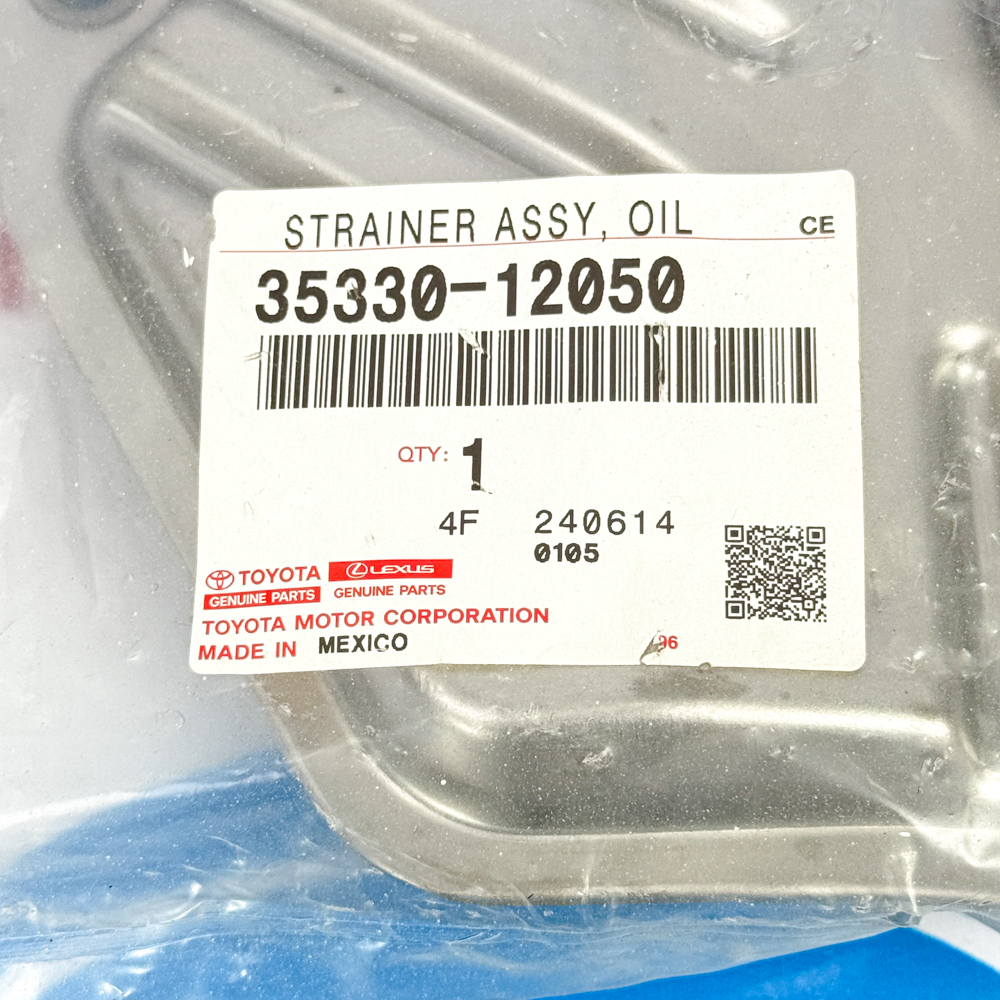 STRAINER ASSY, OIL CE
35330-12050
QTY: 1
4F 240614
0105
TOYOTA LEXUS
GENUINE PARTS GENUINE PARTS
TOYOTA MOTOR CORPORATION
MADE IN MEXICO